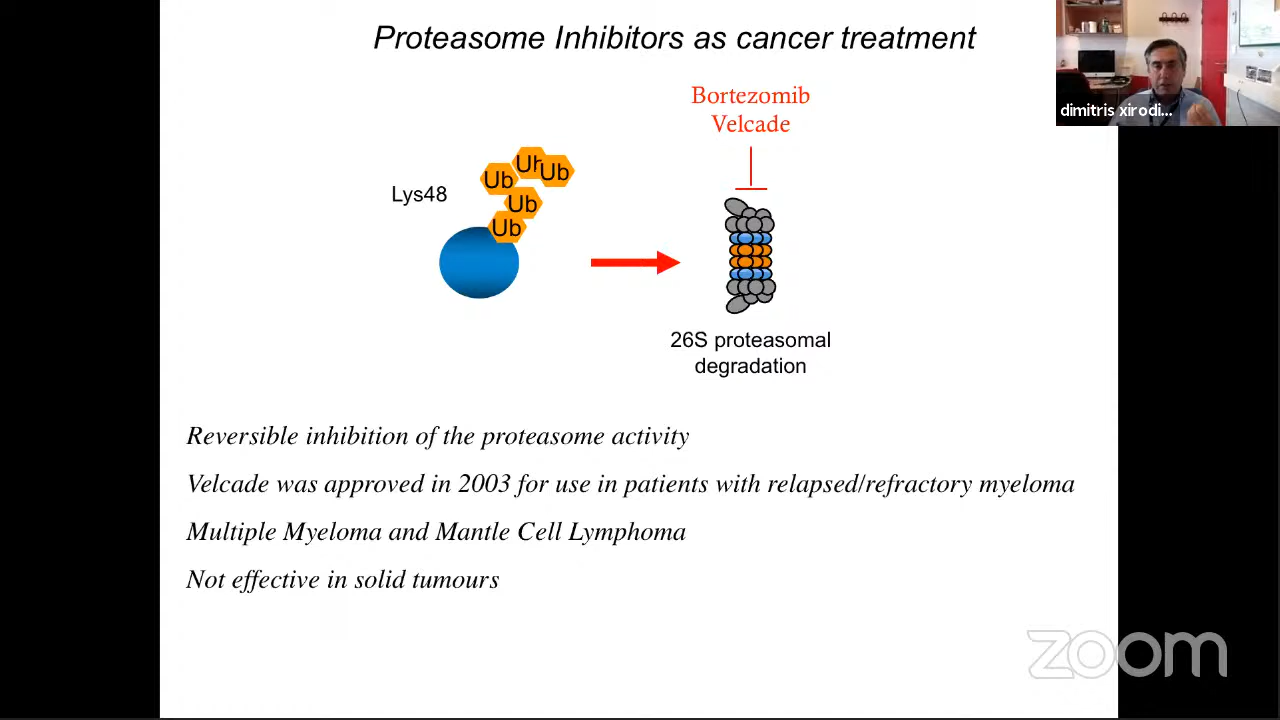 Proteasome Inhibitors as cancer treatment
dimitris xirodi...
Bortezomib
Velcade
Lys48
Ub
Ub
Ub
Ub
Ub
26S proteasomal
degradation
Reversible inhibition of the proteasome activity
Velcade was approved in 2003 for use in patients with relapsed/refractory myeloma
Multiple Myeloma and Mantle Cell Lymphoma
Not effective in solid tumours
zoom